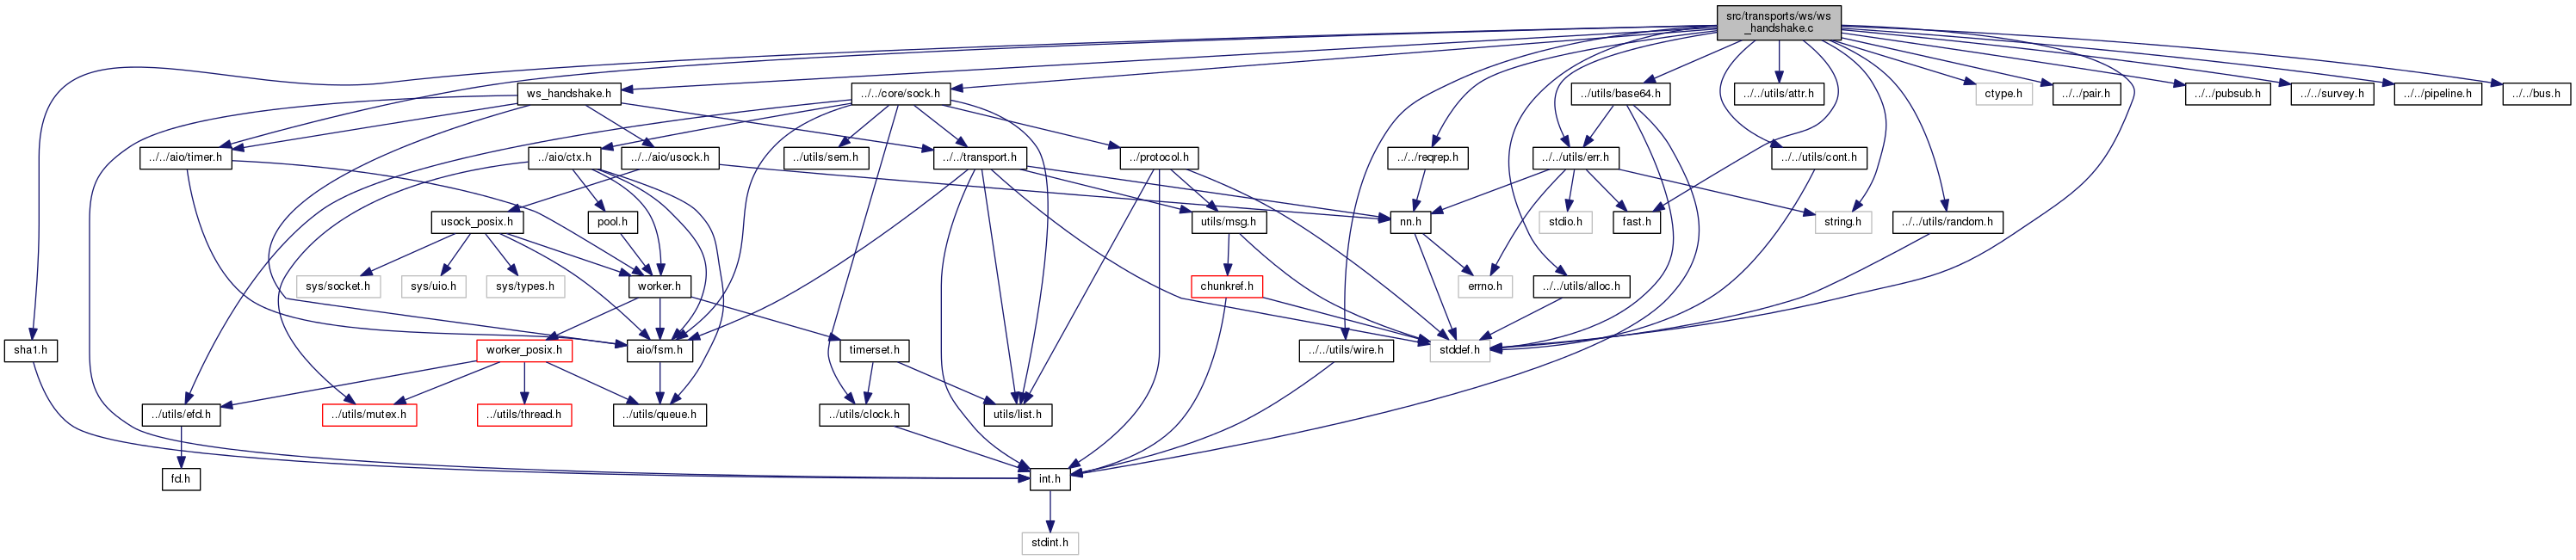 src/transports/ws/ws
_handshake.c
ws_handshake.h
../../core/sock.h
../utils/base64.h
../../utils/attr.h
ctype.h
../../pair.h
../../pubsub.h
../../survey.h
../../pipeline.h
../../bus.h
../../aio/timer.h
../aio/ctx.h
../../aio/usock.h
../utils/sem.h
../../transport.h
../protocol.h
../../reqrep.h
../../utils/err.h
../../utils/cont.h
usock_posix.h
pool.h
utils/msg.h
nn.h
stdio.h
fast.h
string.h
../../utils/random.h
sys/socket.h
sys/uio.h
sys/types.h
worker.h
chunkref.h
errno.h
../../utils/alloc.h
sha1.h
worker_posix.h
aio/fsm.h
timerset.h
../../utils/wire.h
stddef.h
../utils/efd.h
../utils/mutex.h
../utils/thread.h
../utils/queue.h
../utils/clock.h
utils/list.h
fd.h
int.h
stdint.h